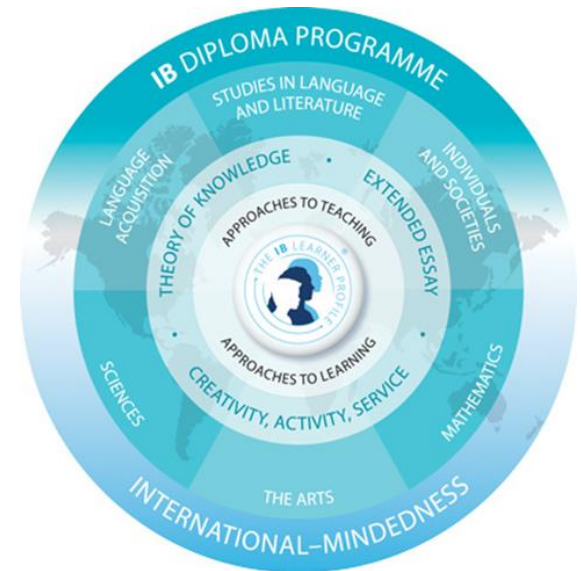 IB DIPLOMA PROGRAMME
STUDIES IN LANGUAGE
AND LITERATURE
LANGUAGE
ACQUISITION
INDIVIDUALS
AND SOCIETIES
THEORY OF KNOWLEDGE
EXTENDED ESSAY
APPROACHES TO TEACHING
THE IB LEARNER PROFILE ®
APPROACHES TO LEARNING
CREATIVITY, ACTIVITY, SERVICE
SCIENCES
MATHEMATICS
THE ARTS
INTERNATIONAL–MINDEDNESS